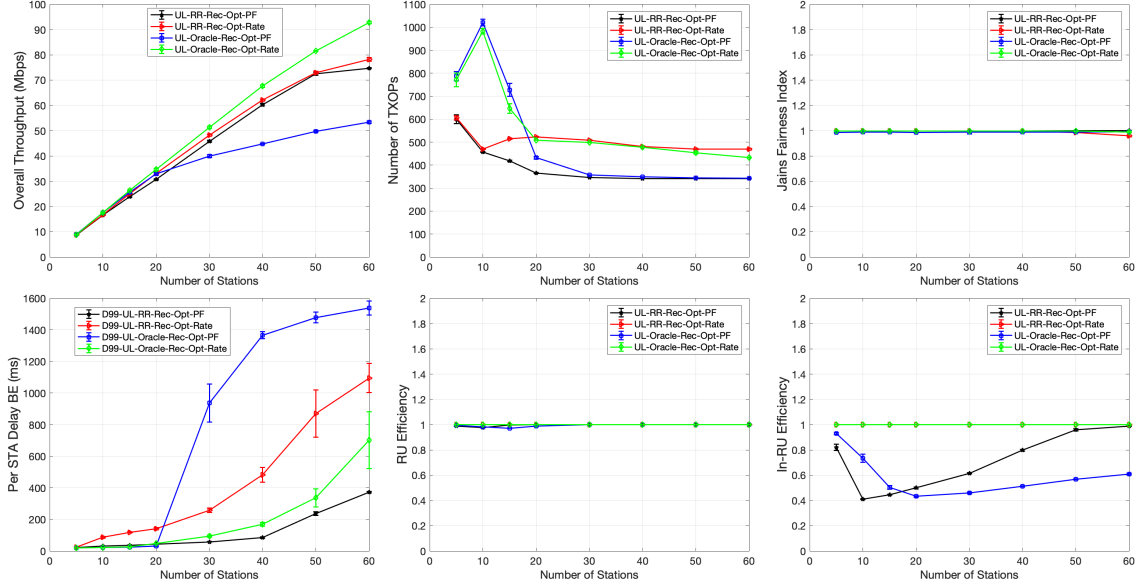 Overall Throughput (Mbps)
100
90
80
70
60
50
40
30
20
10
0
0 10 20 30 40 50 60
Number of Stations
UL-RR-Rec-Opt-PF
UL-RR-Rec-Opt-Rate
UL-Oracle-Rec-Opt-PF
UL-Oracle-Rec-Opt-Rate
Number of TXOPs
1100
1000
900
800
700
600
500
400
300
200
100
0
0 10 20 30 40 50 60
Number of Stations
UL-RR-Rec-Opt-PF
UL-RR-Rec-Opt-Rate
UL-Oracle-Rec-Opt-PF
UL-Oracle-Rec-Opt-Rate
Jains Fairness Index
2
1.8
1.6
1.4
1.2
1
0.8
0.6
0.4
0.2
0
0 10 20 30 40 50 60
Number of Stations
UL-RR-Rec-Opt-PF
UL-RR-Rec-Opt-Rate
UL-Oracle-Rec-Opt-PF
UL-Oracle-Rec-Opt-Rate
Per STA Delay BE (ms)
1600
1400
1200
1000
800
600
400
200
0
0 10 20 30 40 50 60
Number of Stations
D99-UL-RR-Rec-Opt-PF
D99-UL-RR-Rec-Opt-Rate
D99-UL-Oracle-Rec-Opt-PF
D99-UL-Oracle-Rec-Opt-Rate
RU Efficiency
2
1.8
1.6
1.4
1.2
1
0.8
0.6
0.4
0.2
0
0 10 20 30 40 50 60
Number of Stations
UL-RR-Rec-Opt-PF
UL-RR-Rec-Opt-Rate
UL-Oracle-Rec-Opt-PF
UL-Oracle-Rec-Opt-Rate
In-RU Efficiency
2
1.8
1.6
1.4
1.2
1
0.8
0.6
0.4
0.2
0
0 10 20 30 40 50 60
Number of Stations
UL-RR-Rec-Opt-PF
UL-RR-Rec-Opt-Rate
UL-Oracle-Rec-Opt-PF
UL-Oracle-Rec-Opt-Rate